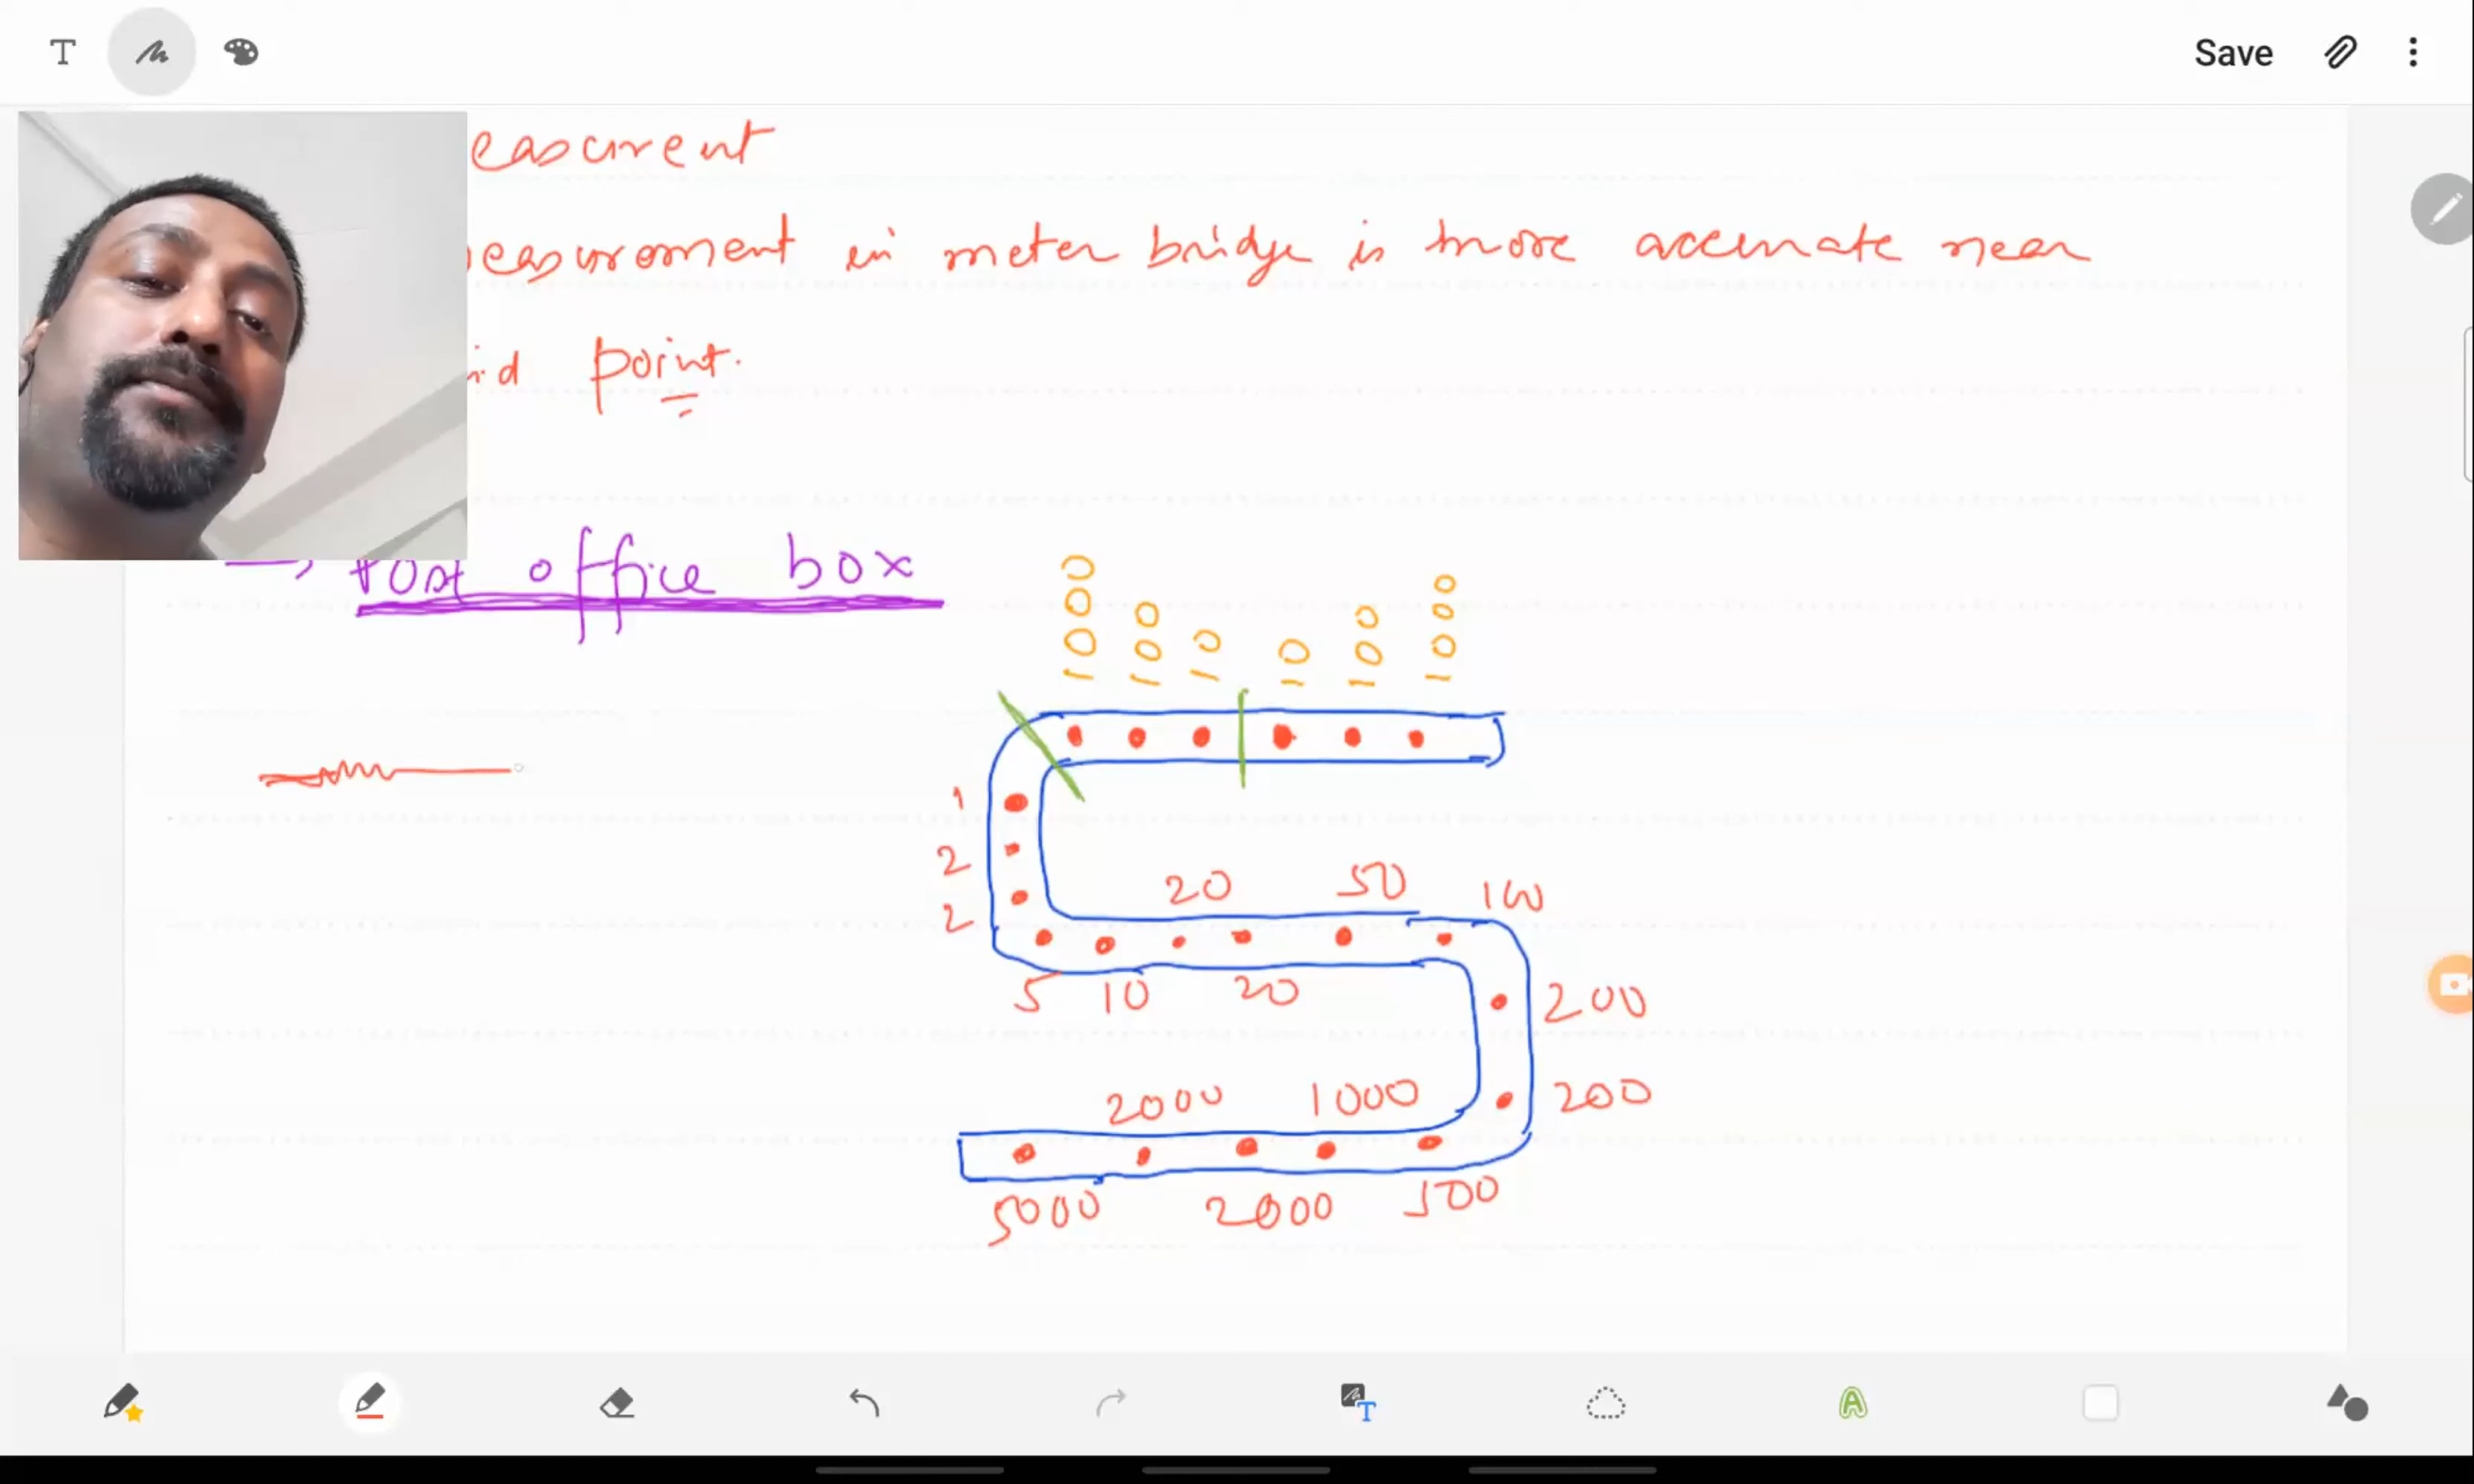 Save
easurent
easurement in meter bridge is more accurate near
id point.
→ Post office box
1000 100 10 10 100 1000
1
2
20 50 100
2
5 10 20
200
2000 1000 200
5000 2000 500
T
A